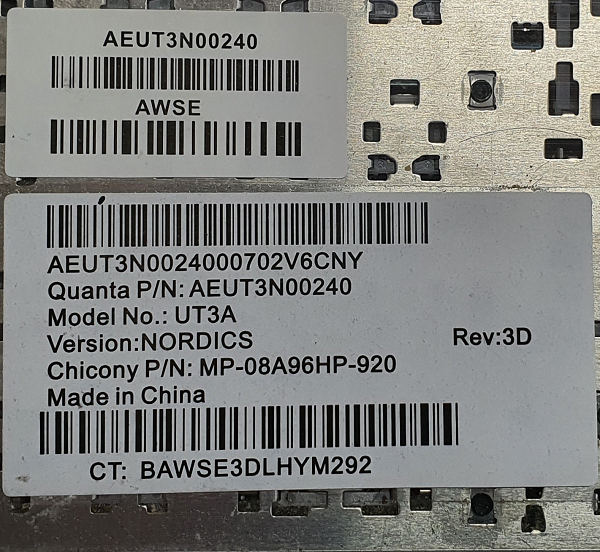 AEUT3N00240
AWSE
AEUT3N0024000702V6CNY
Quanta P/N: AEUT3N00240
Model No.: UT3A
Version:NORDICS Rev:3D
Chicony P/N: MP-08A96HP-920
Made in China
CT: BAWSE3DLHYM292